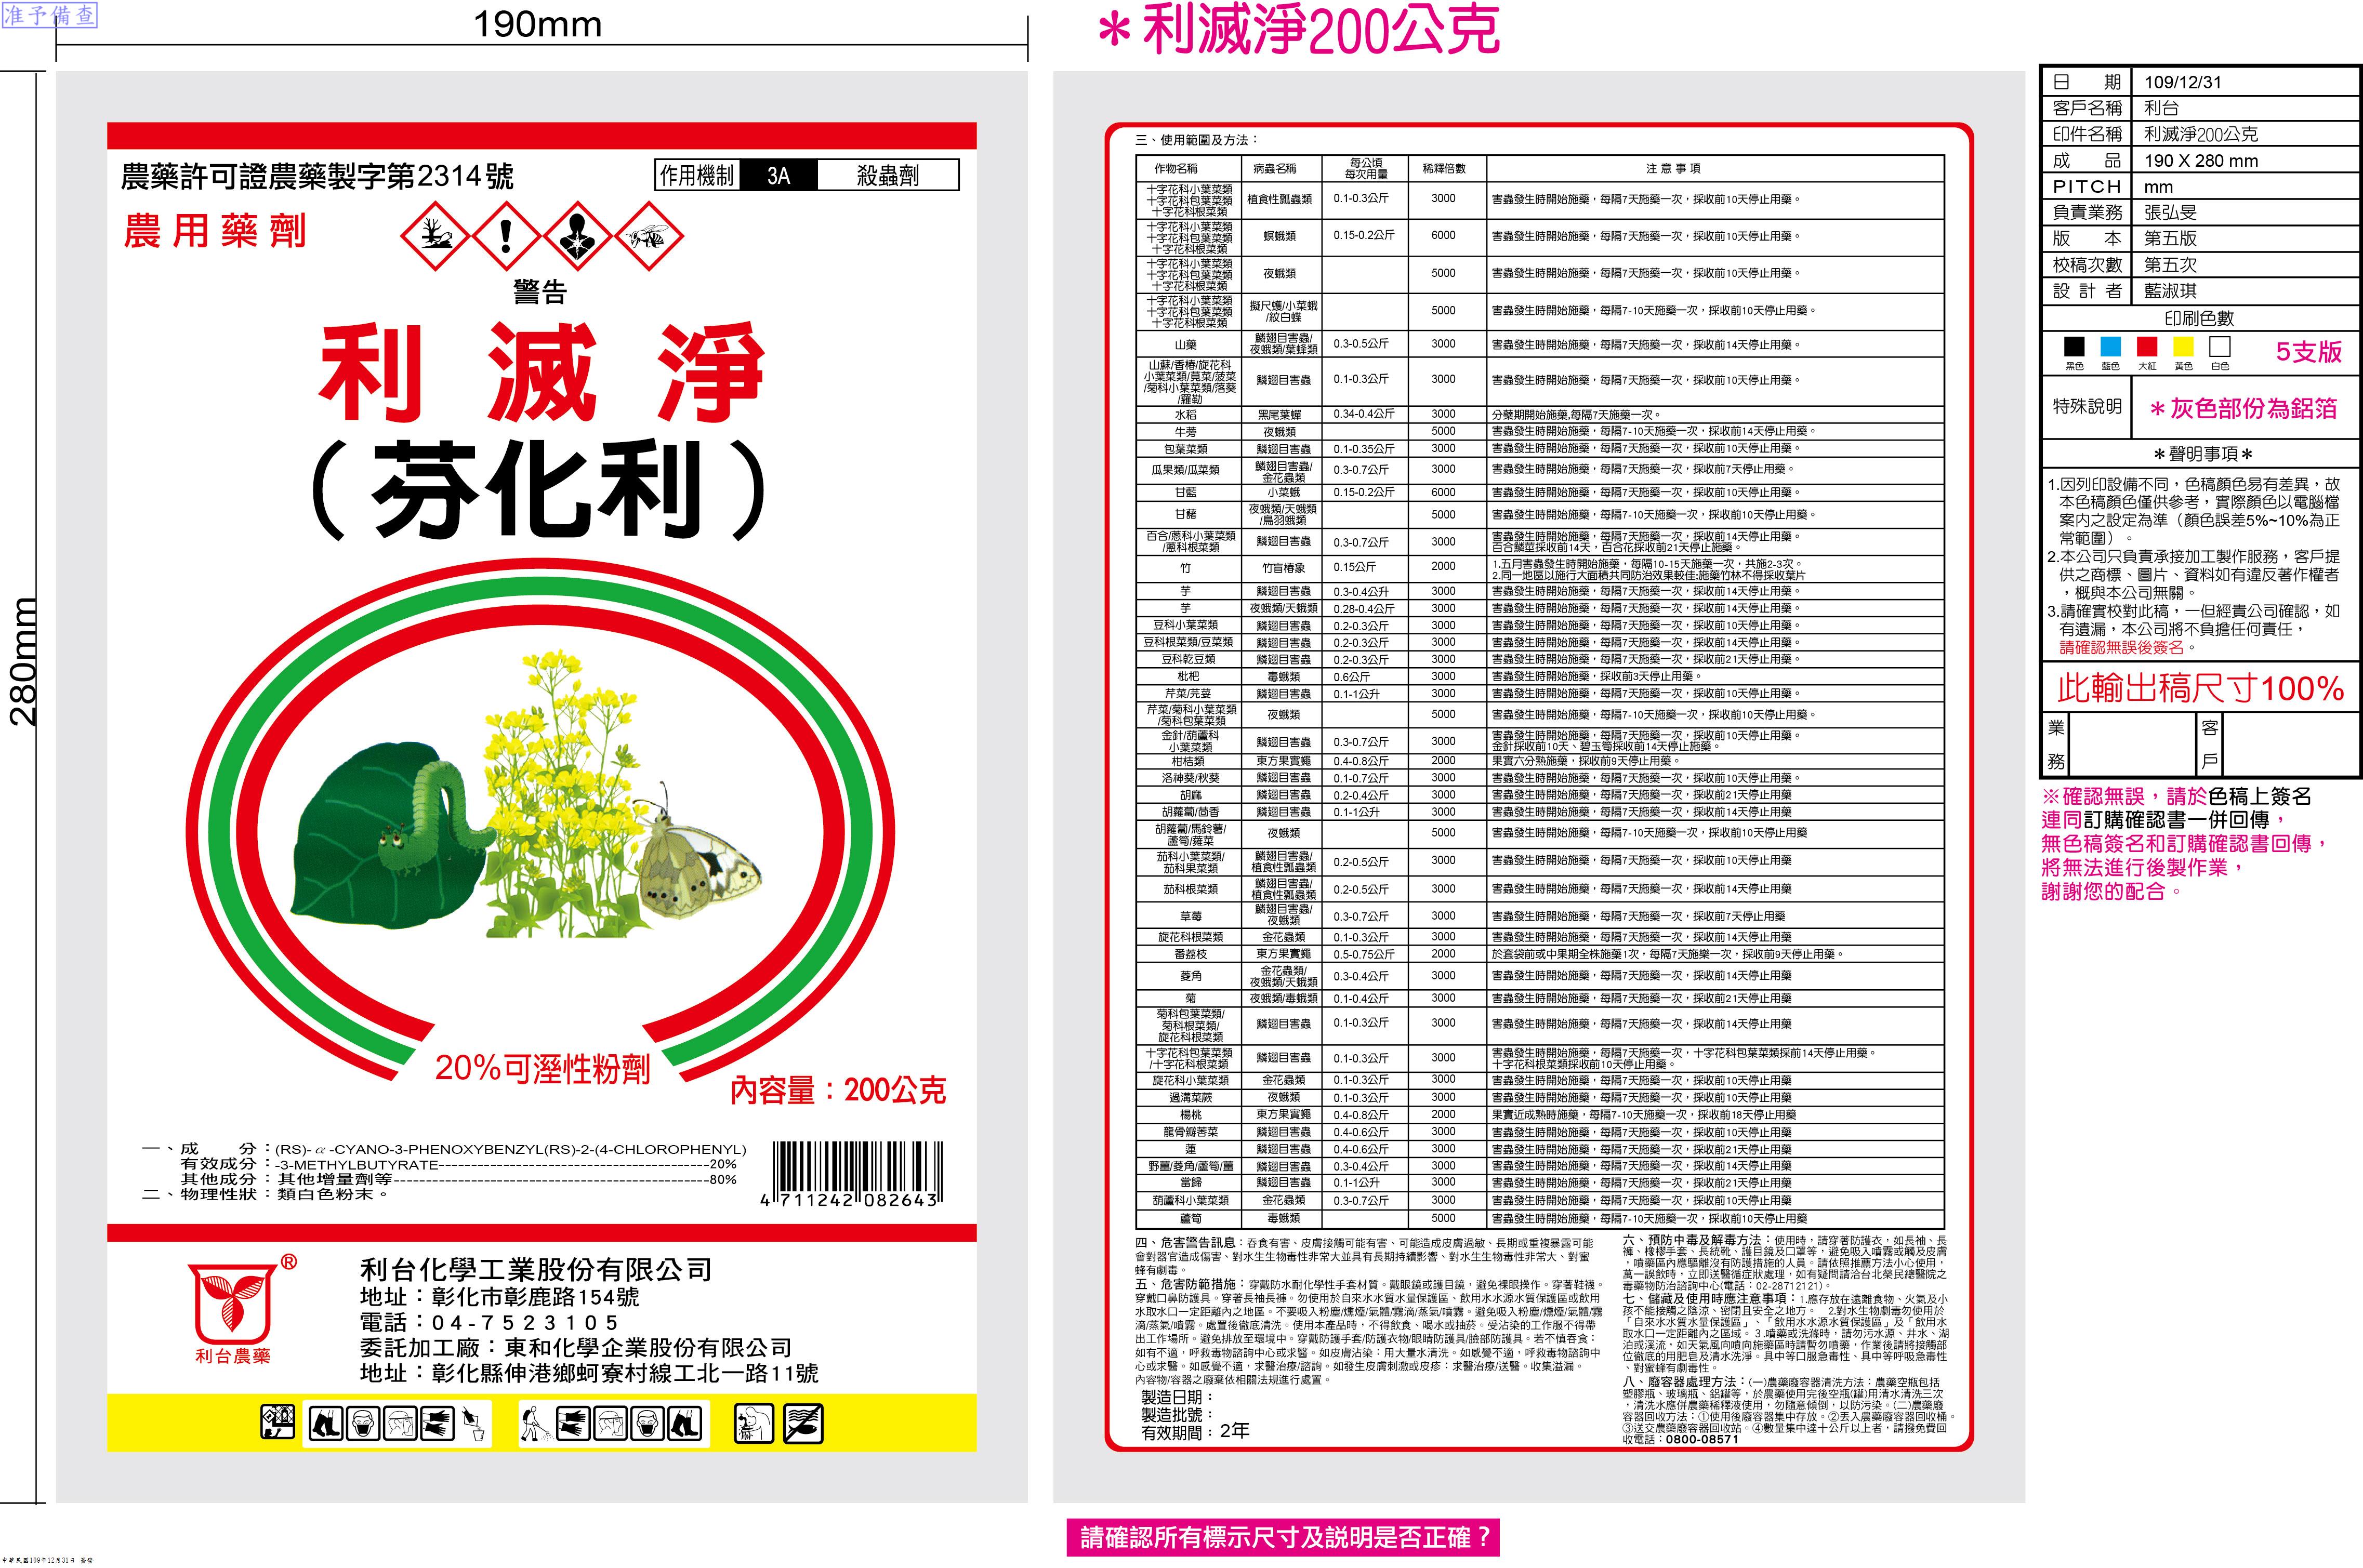 准予備查
190mm
280mm
農藥許可證農藥製字第2314號
作用機制 3A 殺蟲劑
農用藥劑
警告
利滅淨
（芬化利）
20%可溼性粉劑
內容量：200公克
一、成　　分：(RS)-α-CYANO-3-PHENOXYBENZYL(RS)-2-(4-CHLOROPHENYL)
有效成分：-3-METHYLBUTYRATE------------------------------------------20%
其他成分：其他增量劑等------------------------------------------------80%
二、物理性狀：類白色粉末。
4 711242 082643
®
利台農藥
利台化學工業股份有限公司
地址：彰化市彰鹿路154號
電話：04-7523105
委託加工廠：東和化學企業股份有限公司
地址：彰化縣伸港鄉蚵寮村線工北一路11號
＊利滅淨200公克
三、使用範圍及方法：
作物名稱 病蟲名稱 每公頃每次用量 稀釋倍數 注意事項
十字花科小葉菜類
十字花科包葉菜類 植食性瓢蟲類 0.1-0.3公斤 3000 害蟲發生時開始施藥，每隔7天施藥一次，採收前10天停止用藥。
十字花科根菜類
十字花科小葉菜類
十字花科包葉菜類 螟蛾類 0.15-0.2公斤 6000 害蟲發生時開始施藥，每隔7天施藥一次，採收前10天停止用藥。
十字花科根菜類
十字花科小葉菜類
十字花科包葉菜類 夜蛾類 5000 害蟲發生時開始施藥，每隔7天施藥一次，採收前10天停止用藥。
十字花科根菜類
十字花科小葉菜類 擬尺蠖/小菜蛾
十字花科包葉菜類 /紋白蝶 5000 害蟲發生時開始施藥，每隔7-10天施藥一次，採收前10天停止用藥。
十字花科根菜類
山藥 鱗翅目害蟲/夜蛾類/葉蜂類 0.3-0.5公斤 3000 害蟲發生時開始施藥，每隔7天施藥一次，採收前14天停止用藥。
山蘇/香椿/旋花科
小葉菜類/莧菜/菠菜 鱗翅目害蟲 0.1-0.3公斤 3000 害蟲發生時開始施藥，每隔7天施藥一次，採收前10天停止用藥。
/菊科小葉菜類/落葵
/羅勒
水稻 黑尾葉蟬 0.34-0.4公斤 3000 分蘗期開始施藥,每隔7天施藥一次。
牛蒡 夜蛾類 5000 害蟲發生時開始施藥，每隔7-10天施藥一次，採收前14天停止用藥。
包葉菜類 鱗翅目害蟲 0.1-0.35公斤 3000 害蟲發生時開始施藥，每隔7天施藥一次，採收前10天停止用藥。
瓜果類/瓜菜類 鱗翅目害蟲/金花蟲類 0.3-0.7公斤 3000 害蟲發生時開始施藥，每隔7天施藥一次，採收前7天停止用藥。
甘藍 小菜蛾 0.15-0.2公斤 6000 害蟲發生時開始施藥，每隔7天施藥一次，採收前10天停止用藥。
甘藷 夜蛾類/天蛾類/鳥羽蛾類 5000 害蟲發生時開始施藥，每隔7-10天施藥一次，採收前10天停止用藥。
百合/蔥科小葉菜類/蔥科根菜類 鱗翅目害蟲 0.3-0.7公斤 3000 害蟲發生時開始施藥，每隔7天施藥一次，採收前14天停止用藥。
百合鱗莖採收前14天，百合花採收前21天停止施藥。
竹 竹盲椿象 0.15公斤 2000 1.五月害蟲發生時開始施藥，每隔10-15天施藥一次，共施2-3次。
2.同一地區以施行大面積共同防治效果較佳;施藥竹林不得採收葉片
芋 鱗翅目害蟲 0.3-0.4公升 3000 害蟲發生時開始施藥，每隔7天施藥一次，採收前14天停止用藥。
芋 夜蛾類/天蛾類 0.28-0.4公斤 3000 害蟲發生時開始施藥，每隔7天施藥一次，採收前14天停止用藥。
豆科小葉菜類 鱗翅目害蟲 0.2-0.3公斤 3000 害蟲發生時開始施藥，每隔7天施藥一次，採收前10天停止用藥。
豆科根菜類/豆菜類 鱗翅目害蟲 0.2-0.3公斤 3000 害蟲發生時開始施藥，每隔7天施藥一次，採收前14天停止用藥。
豆科乾豆類 鱗翅目害蟲 0.2-0.3公斤 3000 害蟲發生時開始施藥，每隔7天施藥一次，採收前21天停止用藥。
枇杷 毒蛾類 0.6公斤 3000 害蟲發生時開始施藥，採收前3天停止用藥。
芹菜/芫荽 鱗翅目害蟲 0.1-1公升 3000 害蟲發生時開始施藥，每隔7天施藥一次，採收前10天停止用藥。
芹菜/菊科小葉菜類/菊科包葉菜類 夜蛾類 5000 害蟲發生時開始施藥，每隔7-10天施藥一次，採收前10天停止用藥。
金針/葫蘆科小葉菜類 鱗翅目害蟲 0.3-0.7公斤 3000 害蟲發生時開始施藥，每隔7天施藥一次，採收前10天停止用藥。
金針採收前10天、碧玉筍採收前14天停止施藥。
柑桔類 東方果實蠅 0.4-0.8公斤 2000 果實六分熟施藥，採收前9天停止用藥。
洛神葵/秋葵 鱗翅目害蟲 0.1-0.7公斤 3000 害蟲發生時開始施藥，每隔7天施藥一次，採收前10天停止用藥。
胡麻 鱗翅目害蟲 0.2-0.4公斤 3000 害蟲發生時開始施藥，每隔7天施藥一次，採收前21天停止用藥
胡蘿蔔/茴香 鱗翅目害蟲 0.1-1公升 3000 害蟲發生時開始施藥，每隔7天施藥一次，採收前14天停止用藥
胡蘿蔔/馬鈴薯/蘆筍/蕹菜 夜蛾類 5000 害蟲發生時開始施藥，每隔7-10天施藥一次，採收前10天停止用藥
茄科小葉菜類/茄科果菜類 鱗翅目害蟲/植食性瓢蟲類 0.2-0.5公斤 3000 害蟲發生時開始施藥，每隔7天施藥一次，採收前10天停止用藥
茄科根菜類 鱗翅目害蟲/植食性瓢蟲類 0.2-0.5公斤 3000 害蟲發生時開始施藥，每隔7天施藥一次，採收前14天停止用藥
草莓 鱗翅目害蟲/夜蛾類 0.3-0.7公斤 3000 害蟲發生時開始施藥，每隔7天施藥一次，採收前7天停止用藥
旋花科根菜類 金花蟲類 0.1-0.3公斤 3000 害蟲發生時開始施藥，每隔7天施藥一次，採收前14天停止用藥
番荔枝 東方果實蠅 0.5-0.75公斤 2000 於套袋前或中果期全株施藥1次，每隔7天施樂一次，採收前9天停止用藥。
菱角 金花蟲類/夜蛾類/天蛾類 0.3-0.4公斤 3000 害蟲發生時開始施藥，每隔7天施藥一次，採收前14天停止用藥
菊 夜蛾類/毒蛾類 0.1-0.4公斤 3000 害蟲發生時開始施藥，每隔7天施藥一次，採收前21天停止用藥
菊科包葉菜類/菊科根菜類/旋花科根菜類 鱗翅目害蟲 0.1-0.3公斤 3000 害蟲發生時開始施藥，每隔7天施藥一次，採收前14天停止用藥
十字花科包葉菜類/十字花科根菜類 鱗翅目害蟲 0.1-0.3公斤 3000 害蟲發生時開始施藥，每隔7天施藥一次，十字花科包葉菜類採前14天停止用藥。
十字花科根菜類採收前10天停止用藥。
旋花科小葉菜類 金花蟲類 0.1-0.3公斤 3000 害蟲發生時開始施藥，每隔7天施藥一次，採收前10天停止用藥
過溝菜蕨 夜蛾類 0.1-0.3公斤 3000 害蟲發生時開始施藥，每隔7天施藥一次，採收前10天停止用藥
楊桃 東方果實蠅 0.4-0.8公斤 2000 果實近成熟時施藥，每隔7-10天施藥一次，採收前18天停止用藥
龍骨瓣莕菜 鱗翅目害蟲 0.4-0.6公斤 3000 害蟲發生時開始施藥，每隔7天施藥一次，採收前10天停止用藥
蓮 鱗翅目害蟲 0.4-0.6公斤 3000 害蟲發生時開始施藥，每隔7天施藥一次，採收前21天停止用藥
野薑/菱角/蘆筍/薑 鱗翅目害蟲 0.3-0.4公斤 3000 害蟲發生時開始施藥，每隔7天施藥一次，採收前14天停止用藥
當歸 鱗翅目害蟲 0.1-1公升 3000 害蟲發生時開始施藥，每隔7天施藥一次，採收前21天停止用藥
葫蘆科小葉菜類 金花蟲類 0.3-0.7公斤 3000 害蟲發生時開始施藥，每隔7天施藥一次，採收前10天停止用藥
蘆筍 毒蛾類 5000 害蟲發生時開始施藥，每隔7-10天施藥一次，採收前10天停止用藥
四、危害警告訊息：吞食有害、皮膚接觸可能有害、可能造成皮膚過敏、長期或重複暴露可能
會對器官造成傷害、對水生生物毒性非常大並具有長期持續影響、對水生生物毒性非常大、對蜜
蜂有劇毒。
五、危害防範措施：穿戴防水耐化學性手套材質。戴眼鏡或護目鏡，避免裸眼操作。穿著鞋襪。
穿戴口鼻防護具。穿著長袖長褲。勿使用於自來水水質水量保護區、飲用水水源水質保護區或飲用
水取水口一定距離內之地區。不要吸入粉塵/燻煙/氣體/霧滴/蒸氣/噴霧。避免吸入粉塵/燻煙/氣體/霧
滴/蒸氣/噴霧。處置後徹底清洗。使用本產品時，不得飲食、喝水或抽菸。受沾染的工作服不得帶
出工作場所。避免排放至環境中。穿戴防護手套/防護衣物/眼睛防護具/臉部防護具。若不慎吞食：
如有不適，呼救毒物諮詢中心或求醫。如皮膚沾染：用大量水清洗。如感覺不適，呼救毒物諮詢中
心或求醫。如感覺不適，求醫治療/諮詢。如發生皮膚刺激或皮疹：求醫治療/送醫。收集溢漏。
內容物/容器之廢棄依相關法規進行處置。
製造日期：
製造批號：
有效期間：2年
六、預防中毒及解毒方法：使用時，請穿著防護衣，如長袖、長
褲、橡膠手套、長統靴、護目鏡及口罩等，避免吸入噴霧或觸及皮膚
，噴藥區內應驅離沒有防護措施的人員。請依照推薦方法小心使用，
萬一誤飲時，立即送醫循症狀處理，如有疑問請洽台北榮民總醫院之
毒藥物防治諮詢中心(電話：02-28712121)。
七、儲藏及使用時應注意事項：1.應存放在遠離食物、火氣及小
孩不能接觸之陰涼、密閉且安全之地方。 2.對水生物劇毒勿使用於
「自來水水質水量保護區」、「飲用水水源水質保護區」及「飲用水
取水口一定距離內之區域。 3.噴藥或洗滌時，請勿污水源、井水、湖
泊或溪流，如天氣風向噴向施藥區時請暫勿噴藥，作業後請將接觸部
位徹底的用肥皂及清水洗淨。具中等口服急毒性、具中等呼吸急毒性
、對蜜蜂有劇毒性。
八、廢容器處理方法：(一)農藥廢容器清洗方法：農藥空瓶包括
塑膠瓶、玻璃瓶、鋁罐等，於農藥使用完後空瓶(罐)用清水清洗三次
，清洗水應併農藥稀釋液使用，勿隨意傾倒，以防污染。(二)農藥廢
容器回收方法：①使用後廢容器集中存放。②丟入農藥廢容器回收桶。
③送交農藥廢容器回收站。④數量集中達十公斤以上者，請撥免費回
收電話：0800-08571
日期 109/12/31
客戶名稱 利台
印件名稱 利滅淨200公克
成品 190 X 280 mm
PITCH mm
負責業務 張弘旻
版本 第五版
校稿次數 第五次
設計者 藍淑琪
印刷色數
黑色 藍色 大紅 黃色 白色 5支版
特殊說明 ＊灰色部份為鋁箔
＊聲明事項＊
1.因列印設備不同，色稿顏色易有差異，故
本色稿顏色僅供參考，實際顏色以電腦檔
案內之設定為準（顏色誤差5%~10%為正
常範圍）。
2.本公司只負責承接加工製作服務，客戶提
供之商標、圖片、資料如有違反著作權者
，概與本公司無關。
3.請確實校對此稿，一但經貴公司確認，如
有遺漏，本公司將不負擔任何責任，
請確認無誤後簽名。
此輸出稿尺寸100%
業務 客戶
※確認無誤，請於色稿上簽名
連同訂購確認書一併回傳，
無色稿簽名和訂購確認書回傳，
將無法進行後製作業，
謝謝您的配合。
請確認所有標示尺寸及説明是否正確？
中華民國109年12月31日 簽發